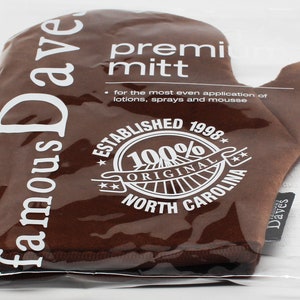 famousDaves
premium
mitt
• for the most even application of
lotions, sprays and mousse
ESTABLISHED 1998
100%
ORIGINAL
NORTH CAROLINA
Daves